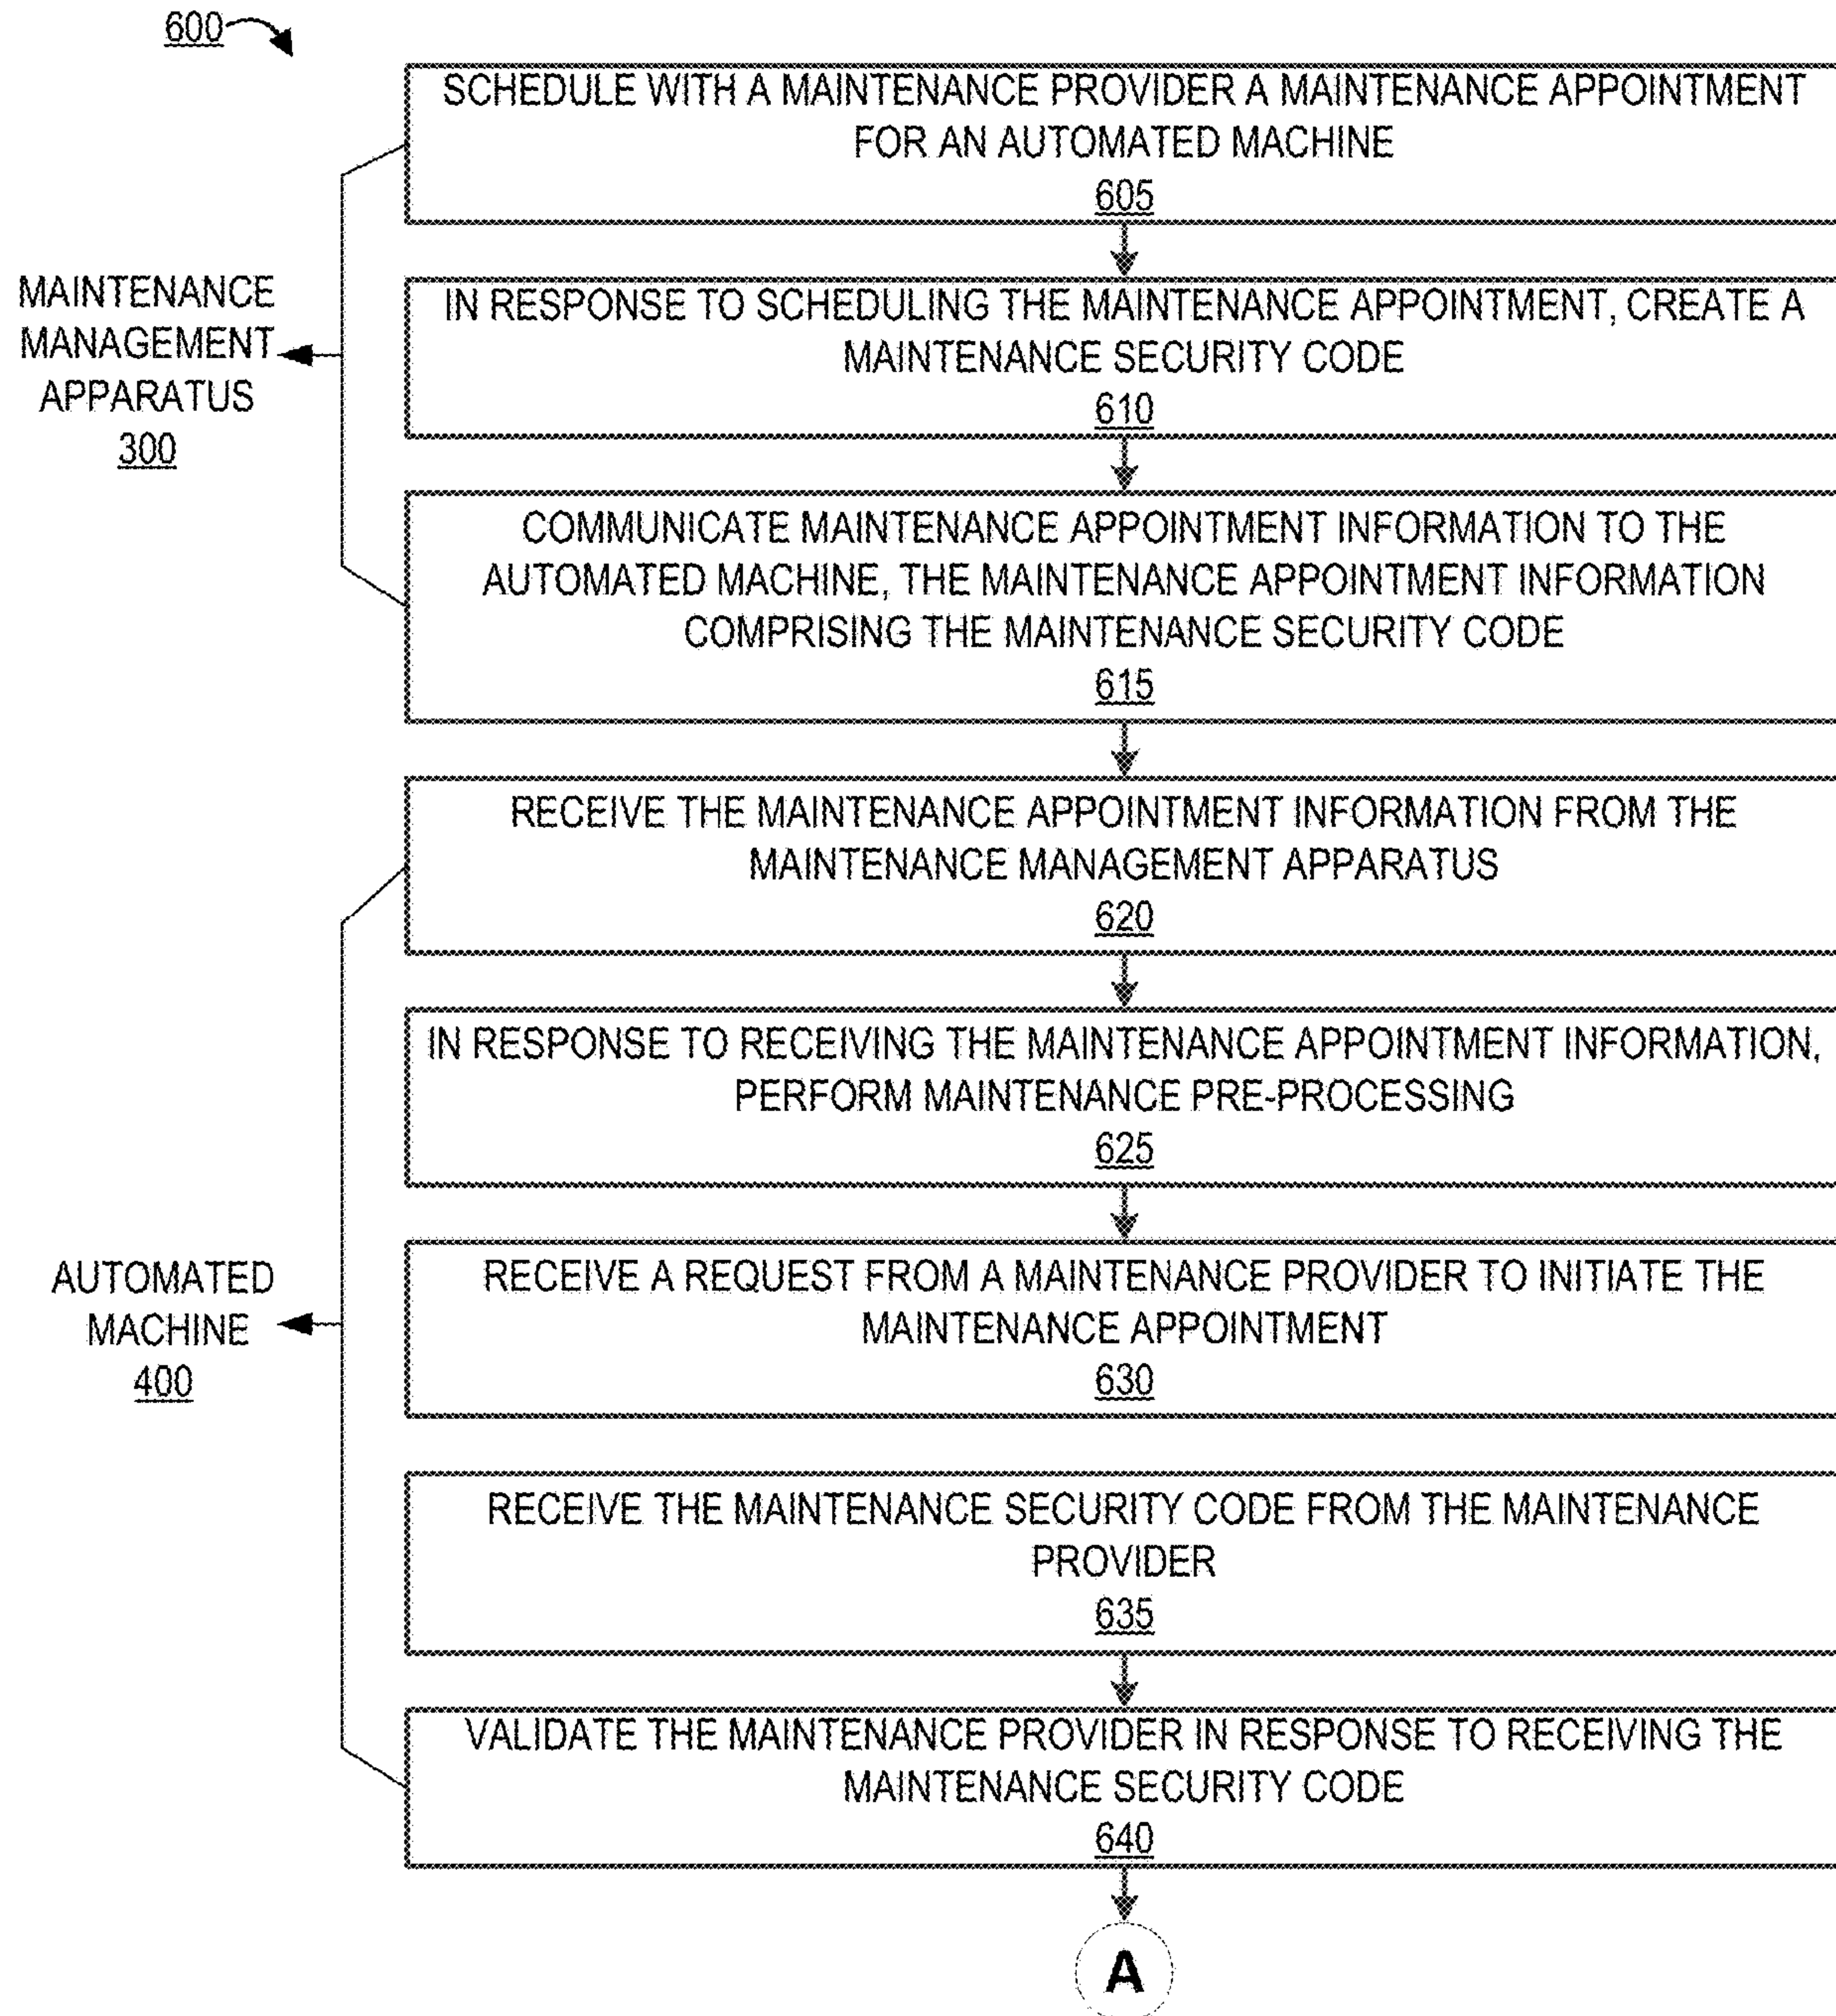 600
SCHEDULE WITH A MAINTENANCE PROVIDER A MAINTENANCE APPOINTMENT
FOR AN AUTOMATED MACHINE
605
IN RESPONSE TO SCHEDULING THE MAINTENANCE APPOINTMENT, CREATE A
MAINTENANCE SECURITY CODE
610
MAINTENANCE
MANAGEMENT
APPARATUS
300
COMMUNICATE MAINTENANCE APPOINTMENT INFORMATION TO THE
AUTOMATED MACHINE, THE MAINTENANCE APPOINTMENT INFORMATION
COMPRISING THE MAINTENANCE SECURITY CODE
615
RECEIVE THE MAINTENANCE APPOINTMENT INFORMATION FROM THE
MAINTENANCE MANAGEMENT APPARATUS
620
IN RESPONSE TO RECEIVING THE MAINTENANCE APPOINTMENT INFORMATION,
PERFORM MAINTENANCE PRE-PROCESSING
625
RECEIVE A REQUEST FROM A MAINTENANCE PROVIDER TO INITIATE THE
MAINTENANCE APPOINTMENT
630
AUTOMATED
MACHINE
400
RECEIVE THE MAINTENANCE SECURITY CODE FROM THE MAINTENANCE
PROVIDER
635
VALIDATE THE MAINTENANCE PROVIDER IN RESPONSE TO RECEIVING THE
MAINTENANCE SECURITY CODE
640
A